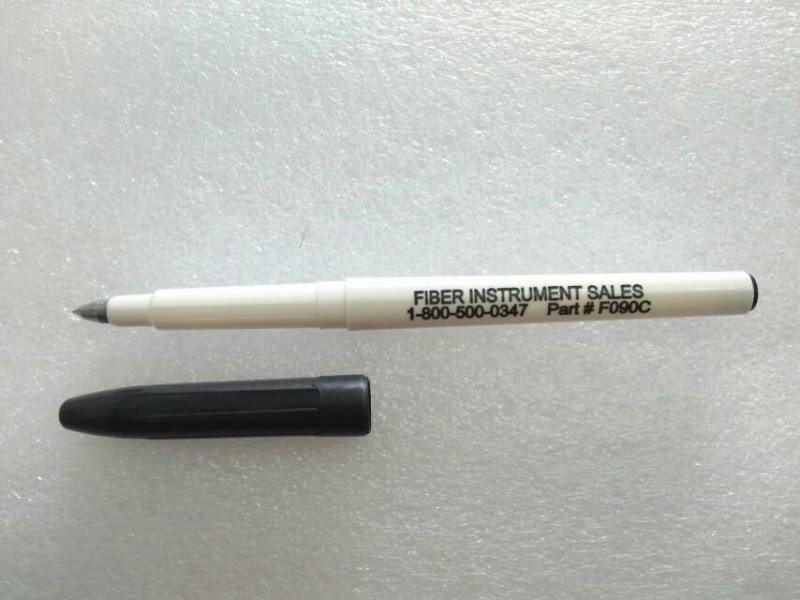 FIBER INSTRUMENT SALES
1-800-500-0347 Part # F090C